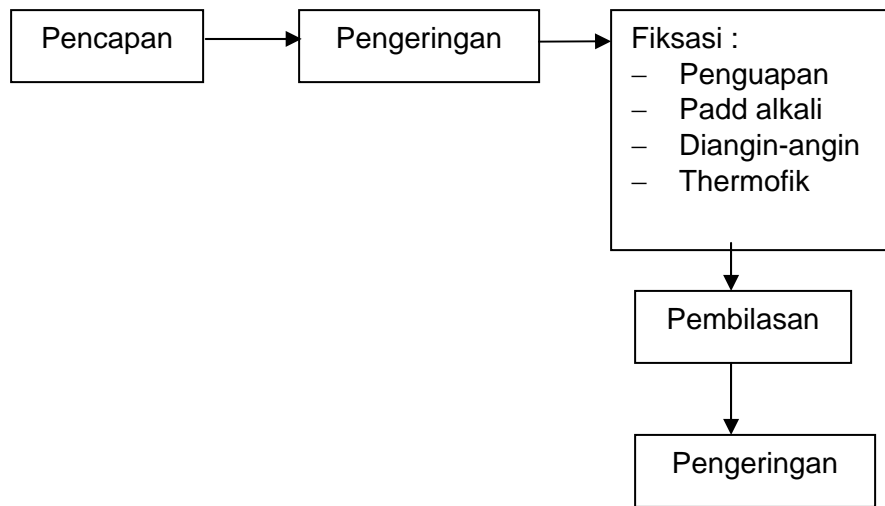 Pencapan
Pengeringan
Fiksasi :
– Penguapan
– Padd alkali
– Diangin-angin
– Thermofik
Pembilasan
Pengeringan